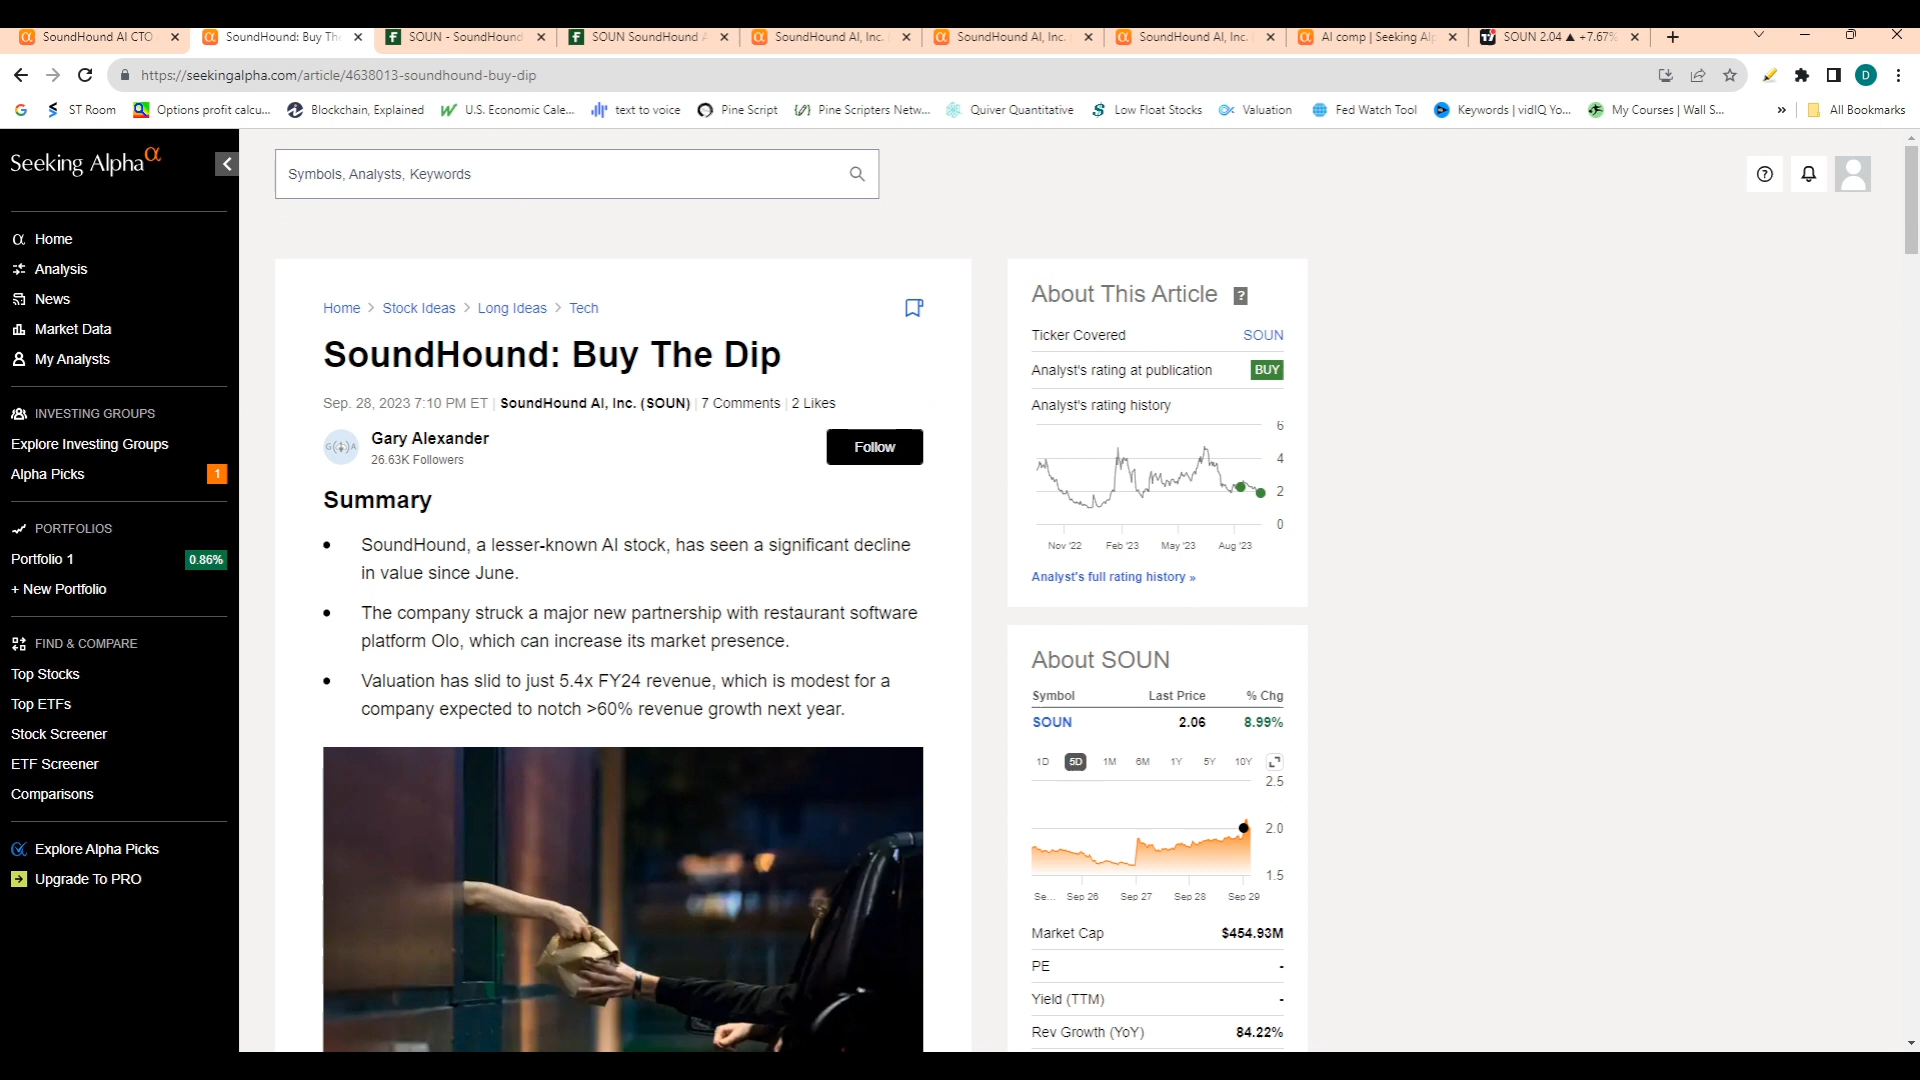 SoundHound AI CTO
SoundHound: Buy The
SOUN - SoundHound
SOUN SoundHound A
SoundHound AI, Inc.
SoundHound AI, Inc.
SoundHound AI, Inc.
AI comp | Seeking Alp
SOUN 2.04 ▲ +7.67%
https://seekingalpha.com/article/4638013-soundhound-buy-dip
D
ST Room
Options profit calcu...
Blockchain, Explained
U.S. Economic Cale...
text to voice
Pine Script
Pine Scripters Netw...
Quiver Quantitative
Low Float Stocks
Valuation
Fed Watch Tool
Keywords | vidIQ Yo...
My Courses | Wall S...
»
All Bookmarks
Seeking Alpha α
Symbols, Analysts, Keywords
Home
Analysis
News
Market Data
My Analysts
INVESTING GROUPS
Explore Investing Groups
Alpha Picks 1
PORTFOLIOS
Portfolio 1 0.86%
+ New Portfolio
FIND & COMPARE
Top Stocks
Top ETFs
Stock Screener
ETF Screener
Comparisons
Explore Alpha Picks
Upgrade To PRO
Home > Stock Ideas > Long Ideas > Tech
SoundHound: Buy The Dip
Sep. 28, 2023 7:10 PM ET | SoundHound AI, Inc. (SOUN) | 7 Comments | 2 Likes
Gary Alexander
26.63K Followers
Follow
Summary
• SoundHound, a lesser-known AI stock, has seen a significant decline
in value since June.
• The company struck a major new partnership with restaurant software
platform Olo, which can increase its market presence.
• Valuation has slid to just 5.4x FY24 revenue, which is modest for a
company expected to notch >60% revenue growth next year.
About This Article ?
Ticker Covered SOUN
Analyst's rating at publication BUY
Analyst's rating history
6
4
2
0
Nov '22 Feb '23 May '23 Aug '23
Analyst's full rating history »
About SOUN
Symbol Last Price % Chg
SOUN 2.06 8.99%
1D 5D 1M 6M 1Y 5Y 10Y
2.5
2.0
1.5
Se... Sep 26 Sep 27 Sep 28 Sep 29
Market Cap $454.93M
PE -
Yield (TTM) -
Rev Growth (YoY) 84.22%